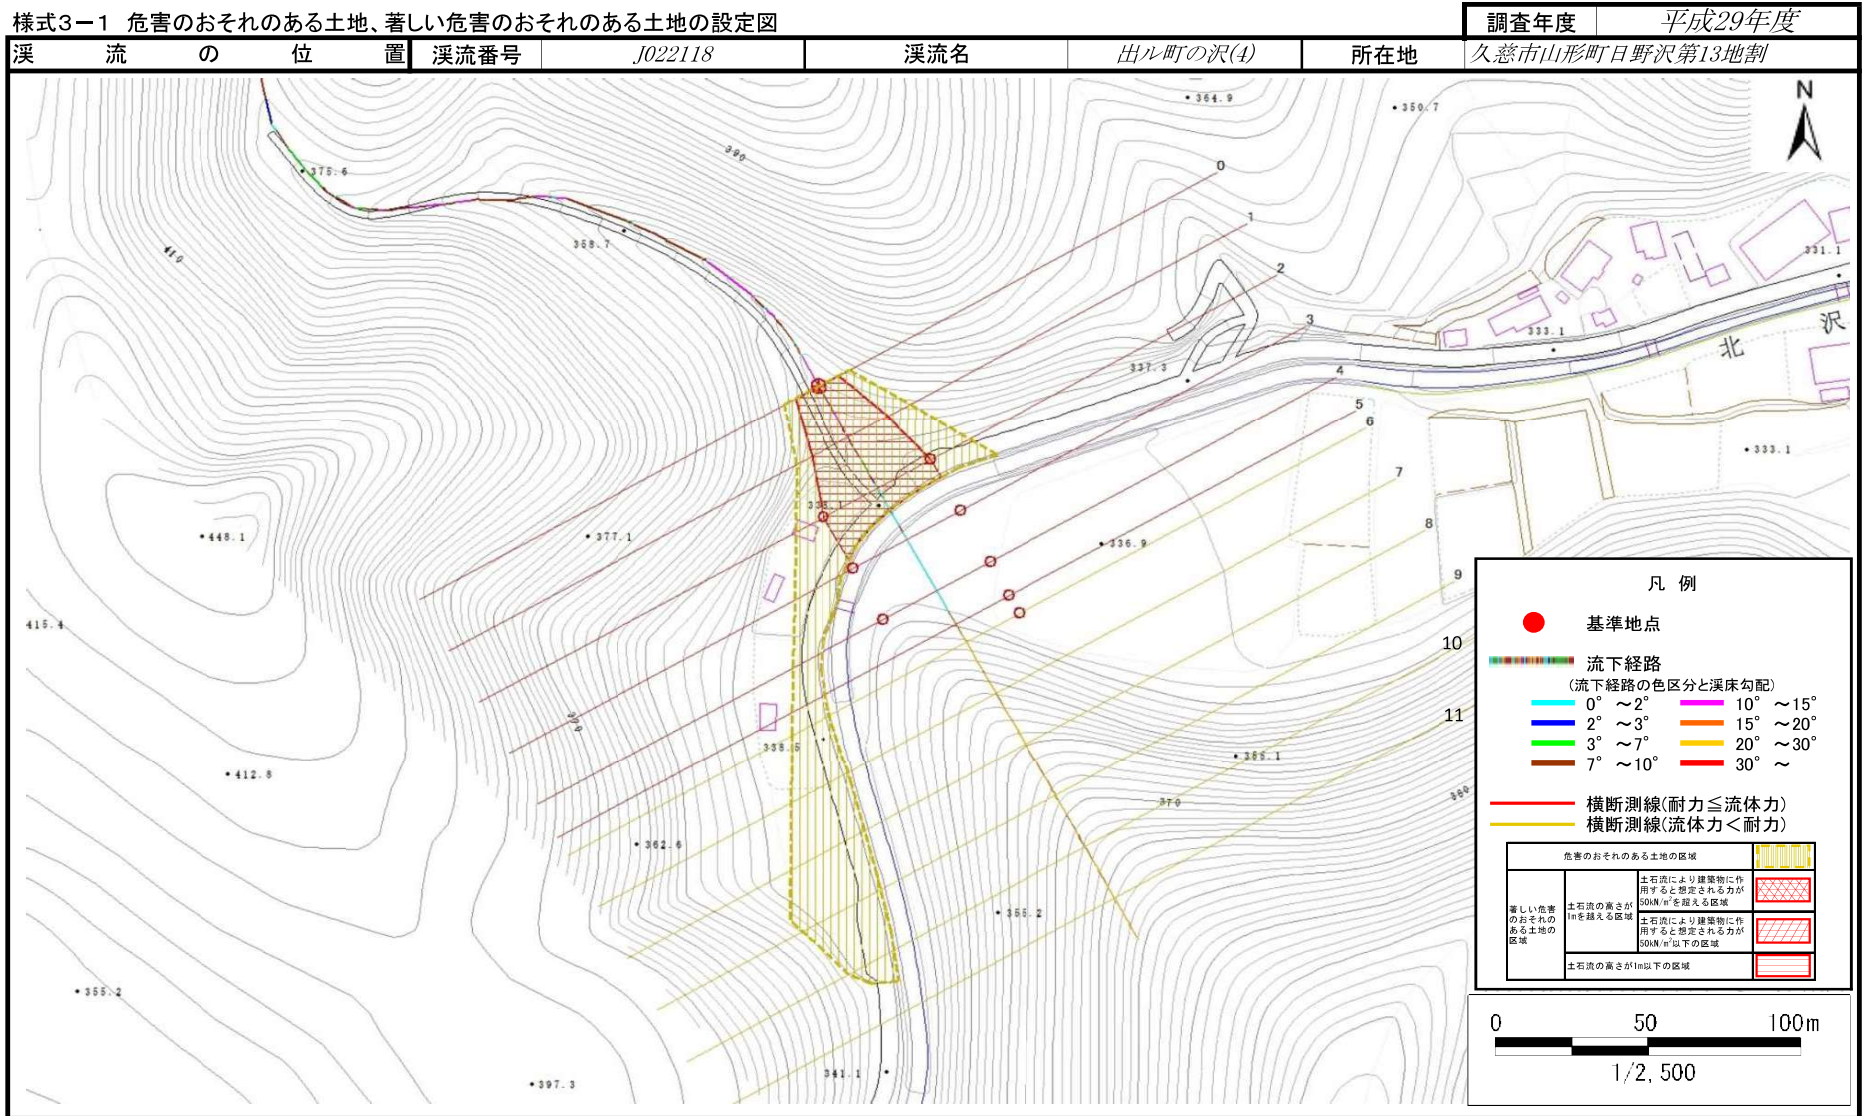 様式3-1 危害のおそれのある土地、著しい危害のおそれのある土地の設定図
調査年度 平成29年度
渓流の位置 渓流番号 J022118 渓流名 出ル町の沢(4) 所在地 久慈市山形町日野沢第13地割
N
364.9
350.7
390
0
375.6
1
410
358.7
331.1
2
沢
3
333.1
北
337.3
4
5
6
333.1
7
335.1
8
448.1
377.1
336.9
9
415.4
10
370
11
338.5
355.1
412.8
370
380
362.6
355.2
355.2
341.1
397.3
凡 例
基準地点
流下経路
(流下経路の色区分と渓床勾配)
0° ~2° 10° ~15°
2° ~3° 15° ~20°
3° ~7° 20° ~30°
7° ~10° 30° ~
横断測線(耐力≦流体力)
横断測線(流体力<耐力)
危害のおそれのある土地の区域
著しい危害
のおそれの
ある土地の
区域
土石流の高さが
1mを越える区域
土石流により建築物に作
用すると想定される力が
50kN/m²を超える区域
土石流により建築物に作
用すると想定される力が
50kN/m²以下の区域
土石流の高さが1m以下の区域
0 50 100m
1/2,500